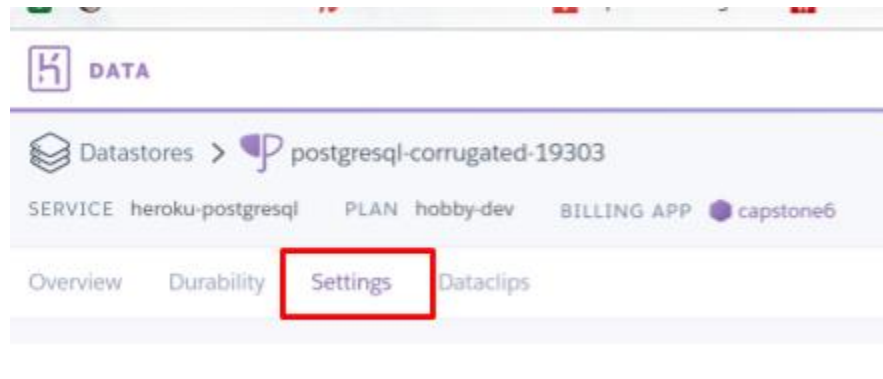 DATA
Datastores > postgresql-corrugated-19303
SERVICE heroku-postgresql PLAN hobby-dev BILLING APP capstone6
Overview Durability Settings Dataclips